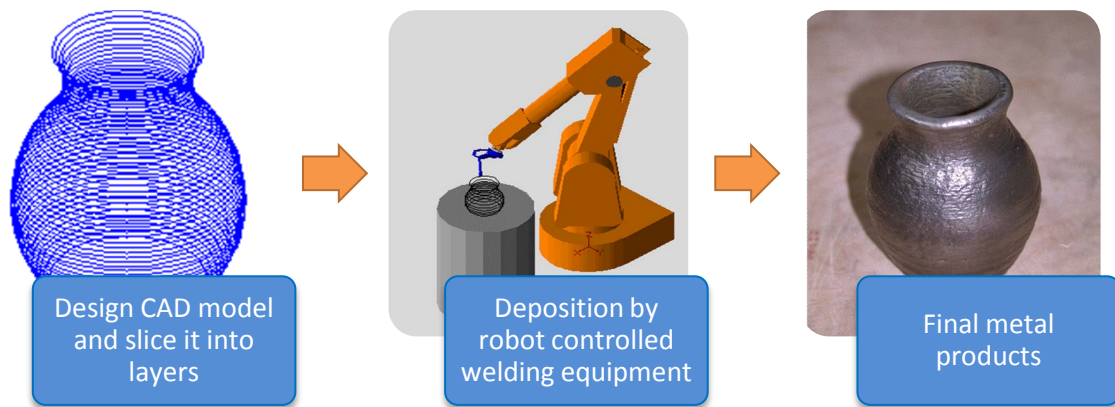 Design CAD model
and slice it into
layers
Deposition by
robot controlled
welding equipment
Final metal
products